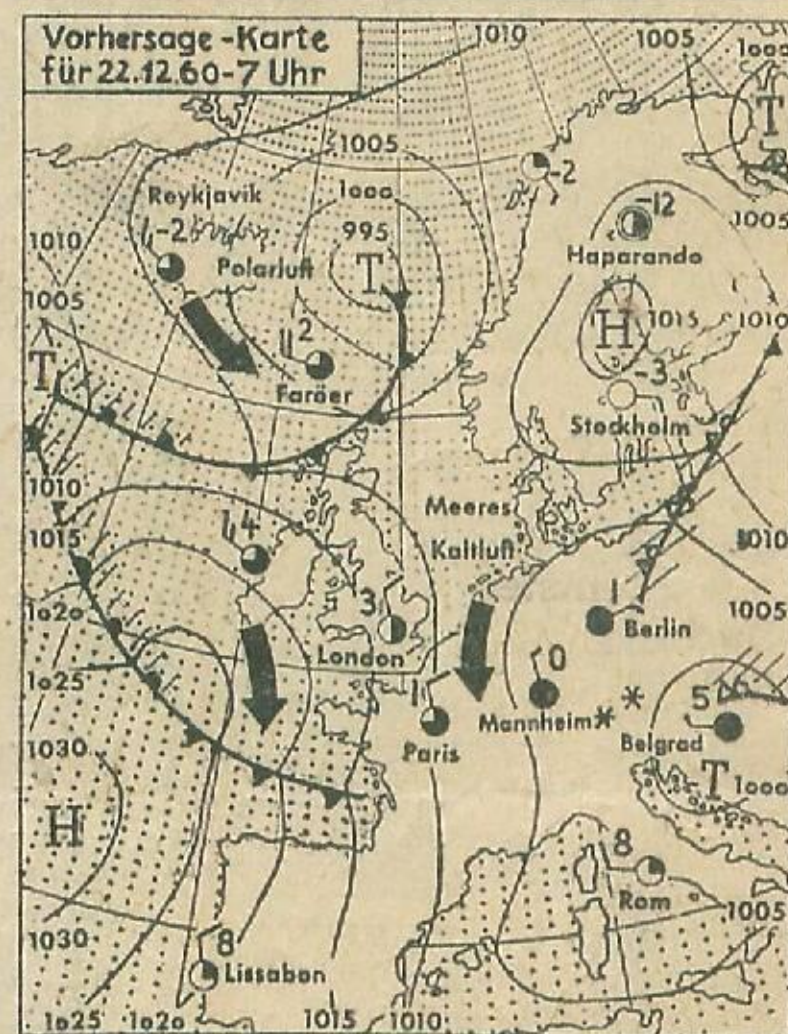 Vorhersage-Karte
für 22.12.60-7 Uhr
1010
1005
1000
T
1005
-2
Reykjavik
1000
-12
1005
-2
995
1010
Polarluft
T
Haparando
1005
H
1015
1010
2
T
Faröer
-3
Stockholm
1010
Meeres
1015
4
Kaltluft
1010
1020
3
1
1005
Berlin
London
1025
0
1
5
Mannheim
1030
Paris
Belgrad
T
1000
H
8
Rom
1005
1030
8
Lissabon
1025
1020
1015
1010